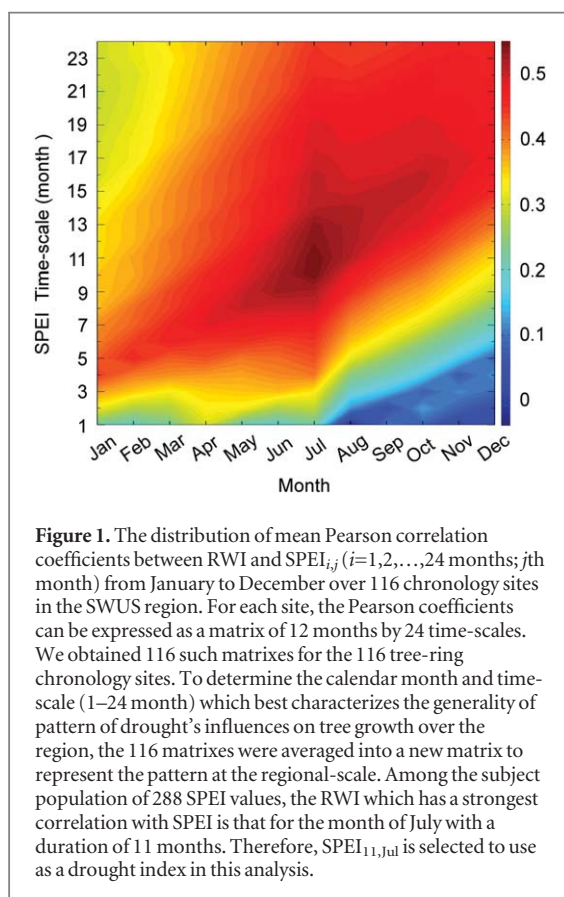 23
21
19
17
15
13
11
9
7
5
3
1
SPEI Time-scale (month )
Jan Feb Mar Apr May Jun Jul Aug Sep Oct Nov Dec
Month
0.5
0.4
0.3
0.2
0.1
0
Figure 1. The distribution of mean Pearson correlation
coefficients between RWI and SPEIi,j (i=1,2,…,24 months; jth
month) from January to December over 116 chronology sites
in the SWUS region. For each site, the Pearson coefficients
can be expressed as a matrix of 12 months by 24 time-scales.
We obtained 116 such matrixes for the 116 tree-ring
chronology sites. To determine the calendar month and time-
scale (1–24 month) which best characterizes the generality of
pattern of drought's influences on tree growth over the
region, the 116 matrixes were averaged into a new matrix to
represent the pattern at the regional-scale. Among the subject
population of 288 SPEI values, the RWI which has a strongest
correlation with SPEI is that for the month of July with a
duration of 11 months. Therefore, SPEI11,Jul is selected to use
as a drought index in this analysis.